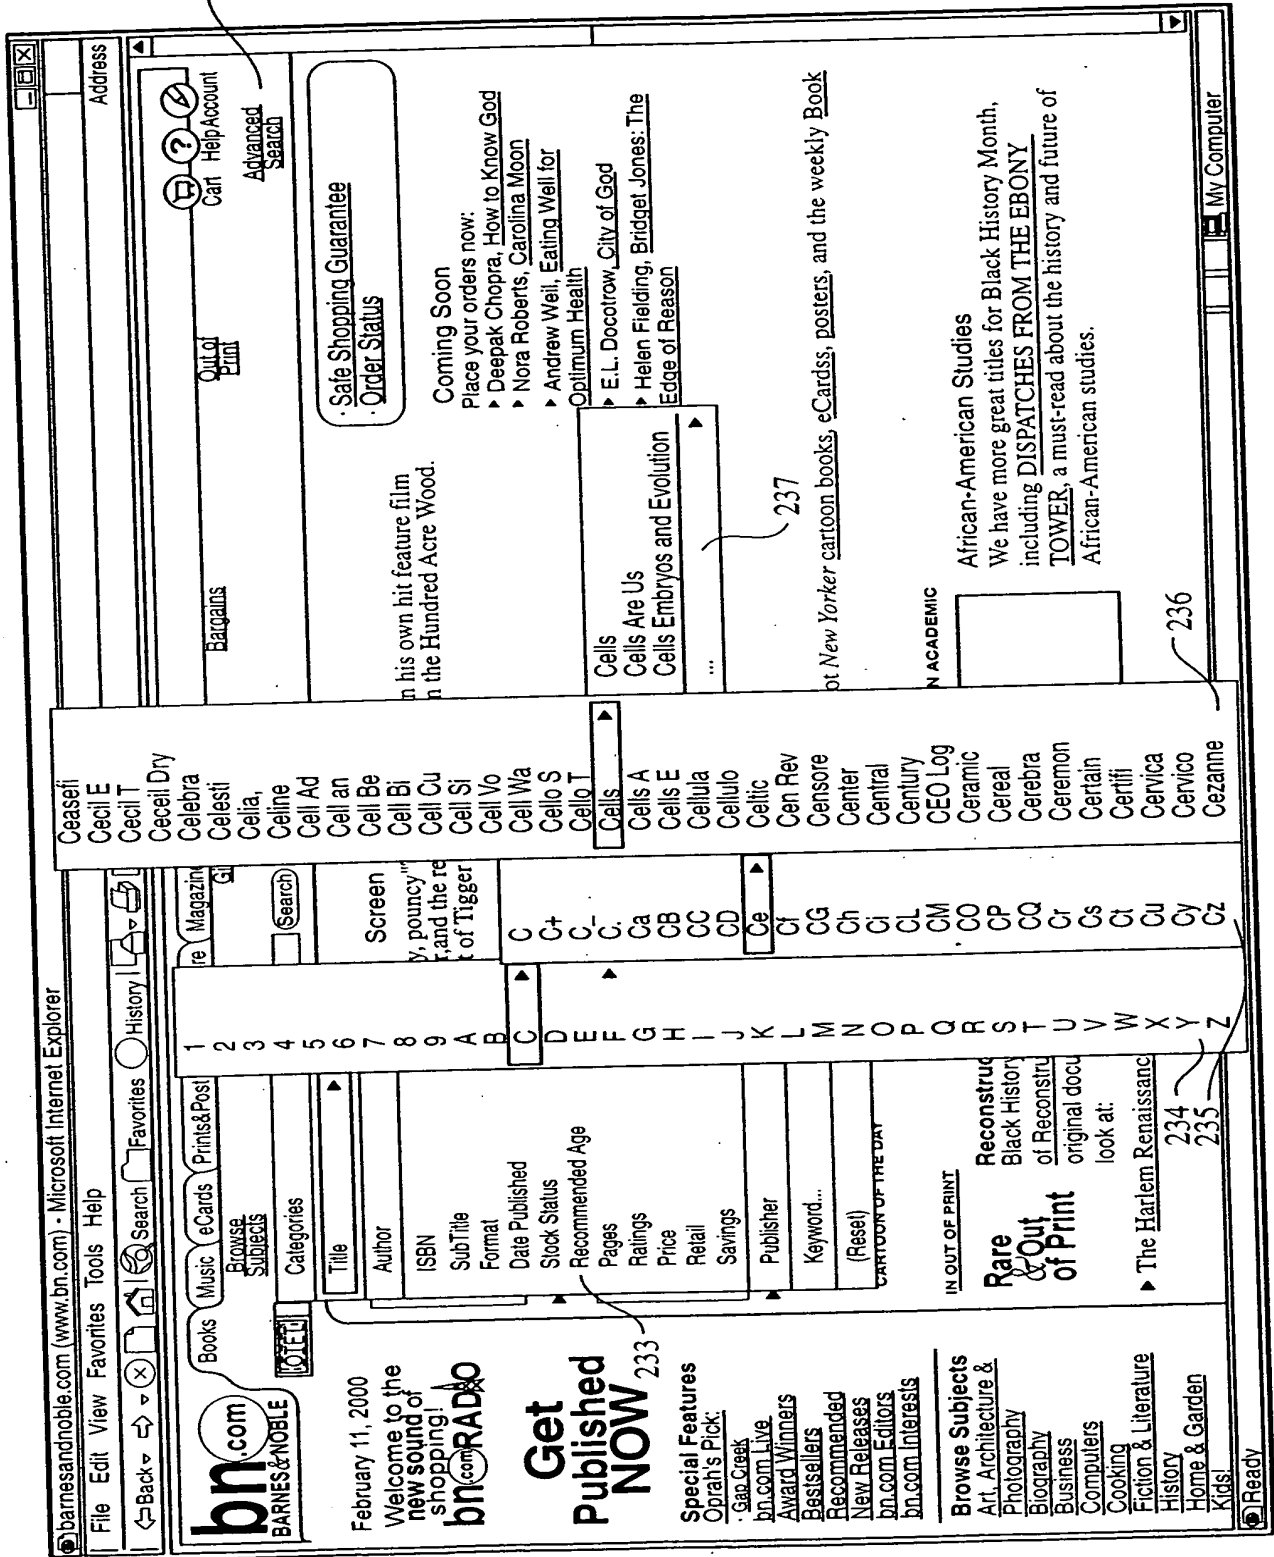 barnesandnoble.com (www.bn.com) - Microsoft Internet Explorer
File Edit View Favorites Tools Help
Back Search Favorites History
Address
bn.com
BARNES&NOBLE
Books Music eCards Prints&Post re Magazin
Cart Help Account
Browse Subjects
Bargains
Out of Print
Advanced Search
Search
February 11, 2000
Welcome to the
new sound of
shopping!
bn.com RADIO
Get
Published
NOW
Special Features
Oprah's Pick:
· Gap Creek
bn.com Live
Award Winners
Bestsellers
Recommended
New Releases
bn.com Editors
bn.com Interests
Browse Subjects
Art, Architecture &
Photography
Biography
Business
Computers
Cooking
Fiction & Literature
History
Home & Garden
Kids!
Categories
Title
Author
ISBN
SubTitle
Format
Date Published
Stock Status
Recommended Age
Pages
Ratings
Price
Retail
Savings
Publisher
Keyword...
(Reset)
233
CARTOON OF THE DAY
IN OUT OF PRINT
Rare
&Out
of Print
Reconstruc
Black History
of Reconstru
original docu
look at:
The Harlem Renaissanc
1
2
3
4
5
6
7
8
9
A
B
C
D
E
F
G
H
I
J
K
L
M
N
O
P
Q
R
S
T
U
V
W
X
Y
Z
234
235
Screen
y, pouncy"
r,and the re
t of Tigger
C
C+
C_
C.
Ca
CB
CC
CD
Ce
Cf
CG
Ch
Ci
CL
CM
CO
CP
CQ
Cr
Cs
Ct
Cu
Cy
Cz
Ceasefi
Cecil E
Cecil T
Ceceil Dry
Celebra
Celesti
Celia,
Celine
Cell Ad
Cell an
Cell Be
Cell Bi
Cell Cu
Cell Si
Cell Vo
Cell Wa
Cello S
Cello T
Cells
Cells A
Cells E
Cellula
Cellulo
Celtic
Cen Rev
Censore
Center
Central
Century
CEO Log
Ceramic
Cereal
Cerebra
Ceremon
Certain
Certifi
Cervica
Cervico
Cezanne
236
n his own hit feature film
n the Hundred Acre Wood.
Cells
Cells Are Us
Cells Embryos and Evolution
...
237
· Safe Shopping Guarantee
· Order Status
Coming Soon
Place your orders now:
Deepak Chopra, How to Know God
Nora Roberts, Carolina Moon
Andrew Weil, Eating Well for
Optimum Health
E.L. Docotrow, City of God
Helen Fielding, Bridget Jones: The
Edge of Reason
ot New Yorker cartoon books, eCardss, posters, and the weekly Book
N ACADEMIC
African-American Studies
We have more great titles for Black History Month,
including DISPATCHES FROM THE EBONY
TOWER, a must-read about the history and future of
African-American studies.
Ready
My Computer